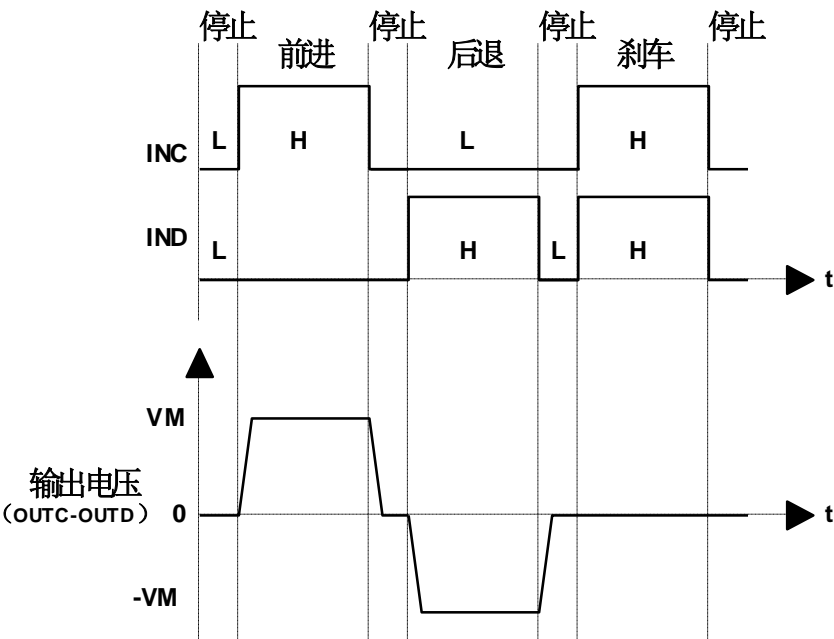 停止 停止 停止 停止
前进 后退 刹车
INC L H L H
IND L H L H
t
VM
输出电压
（OUTC-OUTD） 0 t
-VM